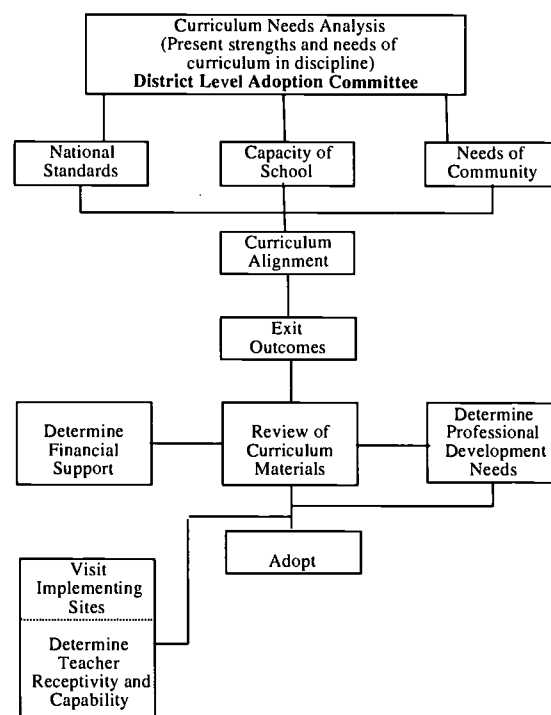 Curriculum Needs Analysis
(Present strengths and needs of
curriculum in discipline)
District Level Adoption Committee
National
Standards
Capacity of
School
Needs of
Community
Curriculum
Alignment
Exit
Outcomes
Determine
Financial
Support
Review of
Curriculum
Materials
Determine
Professional
Development
Needs
Adopt
Visit
Implementing
Sites
Determine
Teacher
Receptivity and
Capability